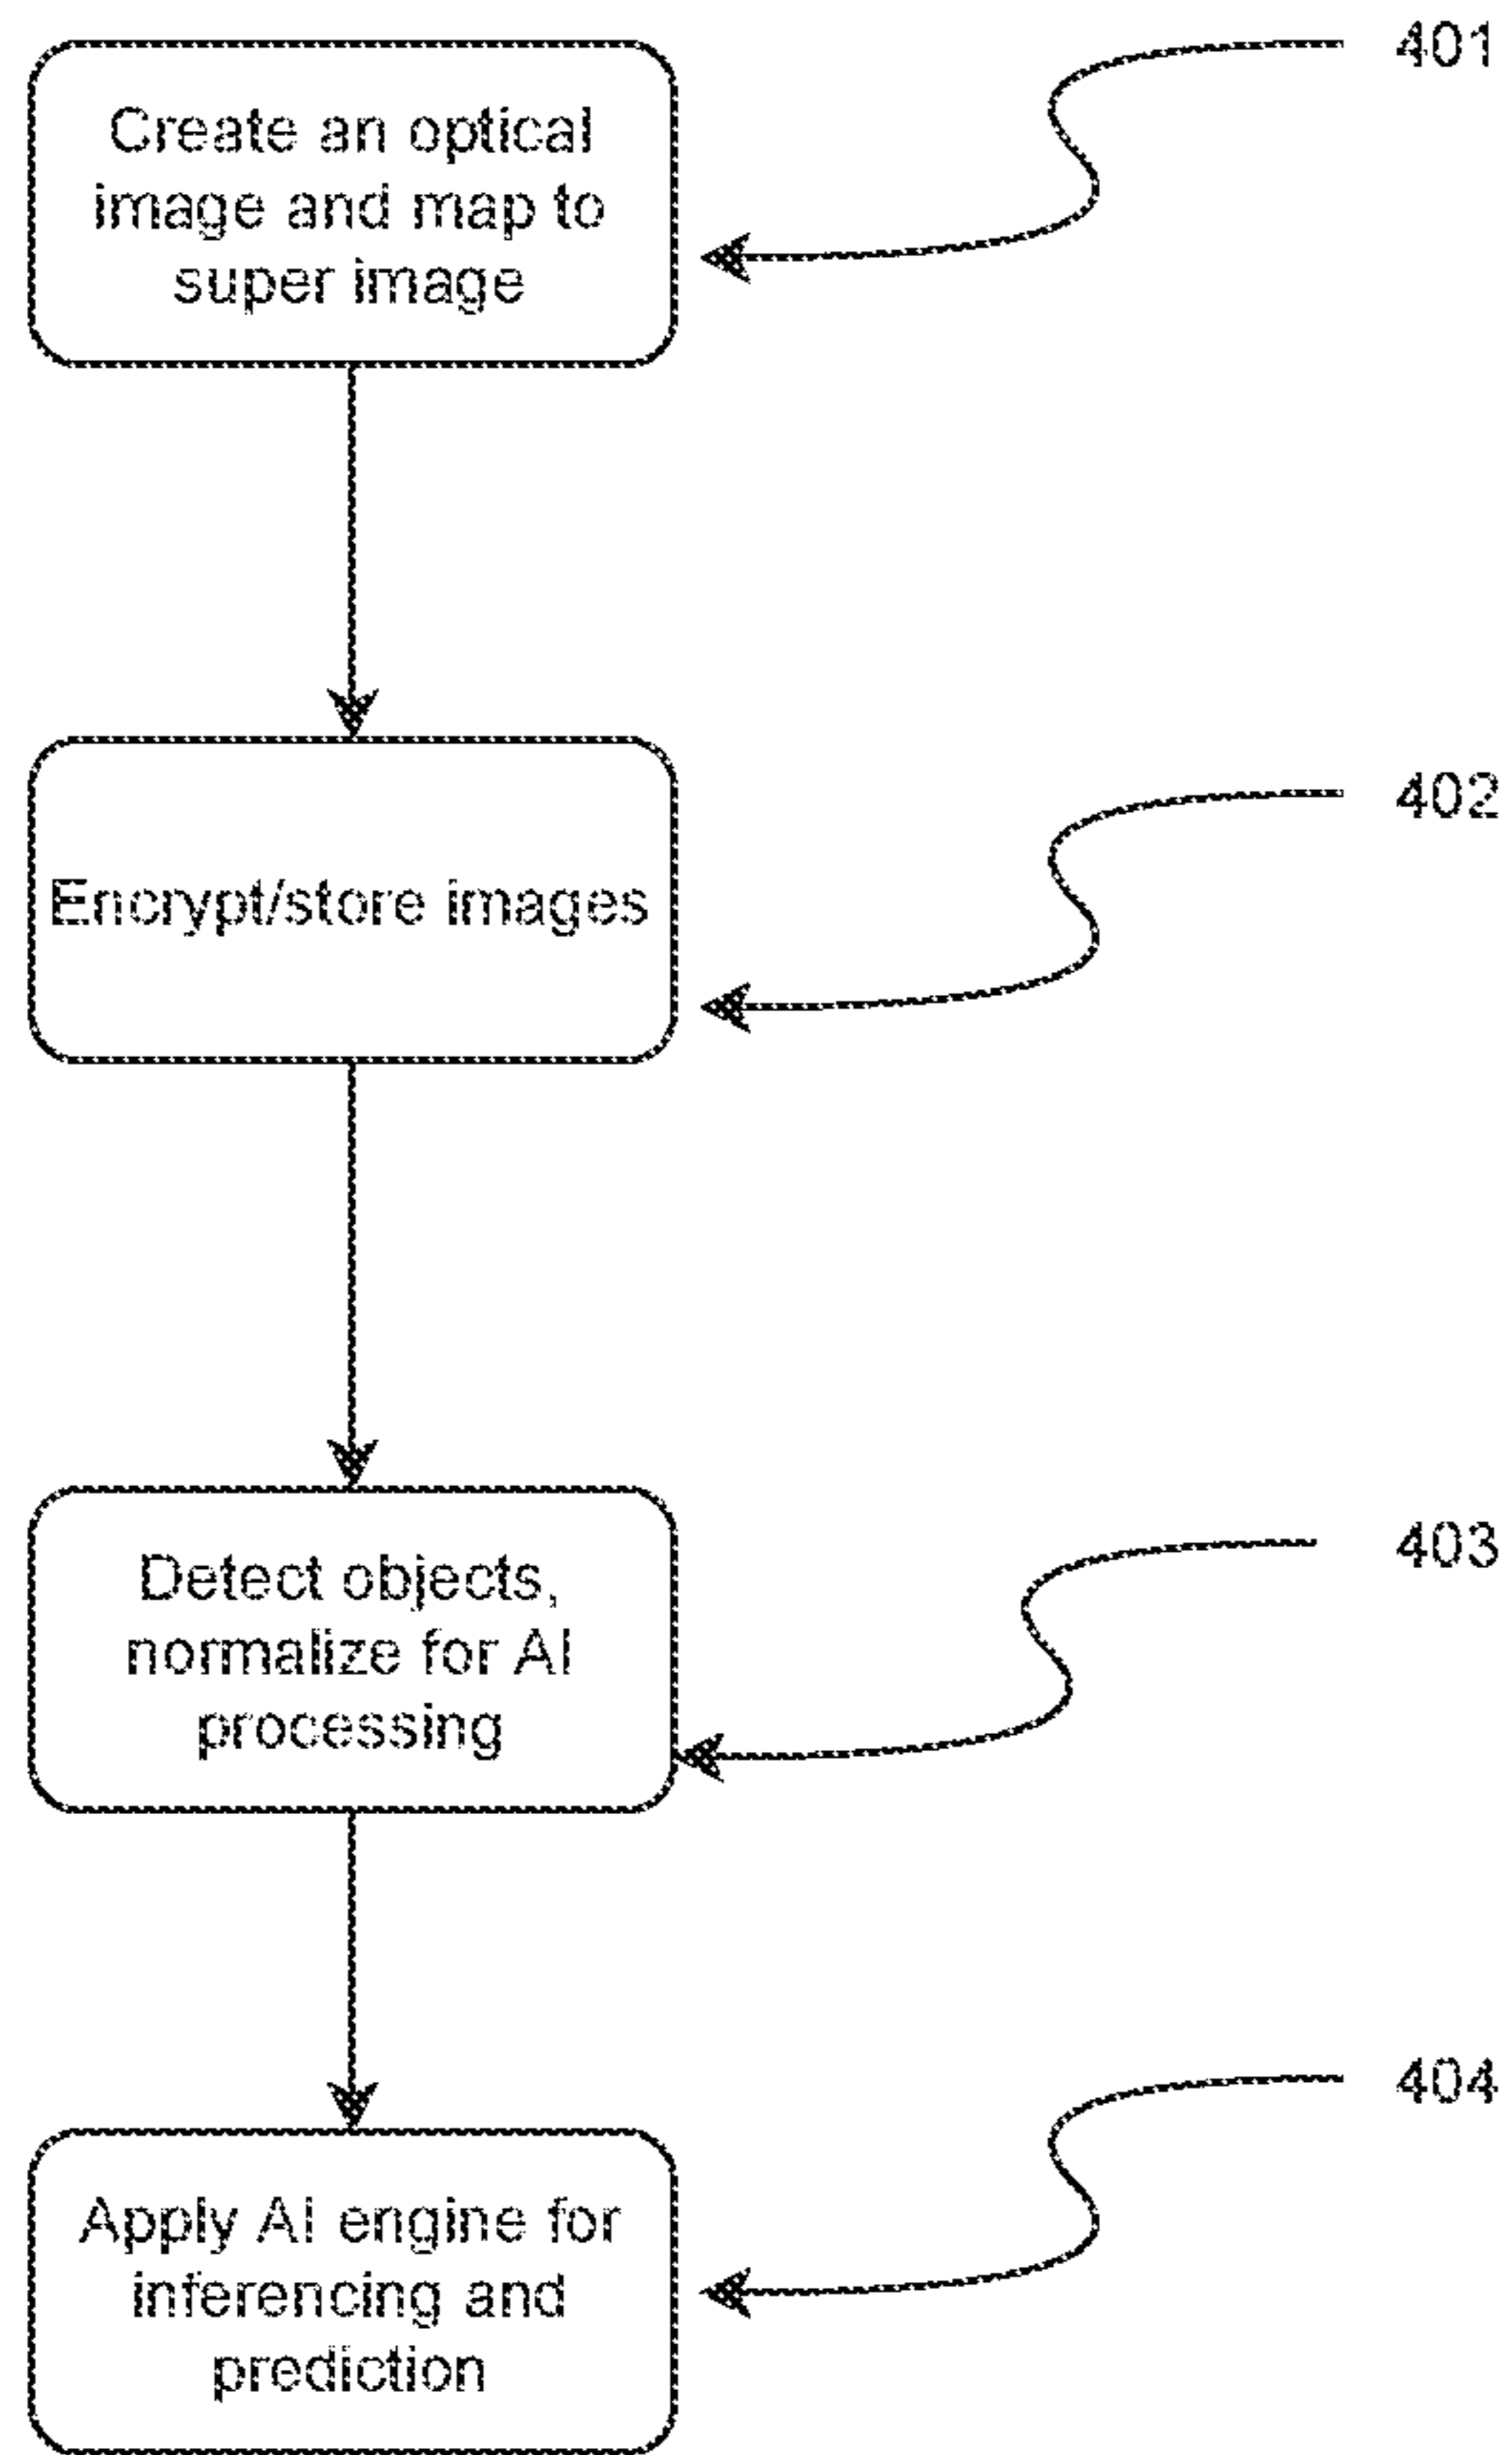 401
Create an optical
image and map to
super image
402
Encrypt/store images
403
Detect objects,
normalize for AI
processing
404
Apply AI engine for
inferencing and
prediction